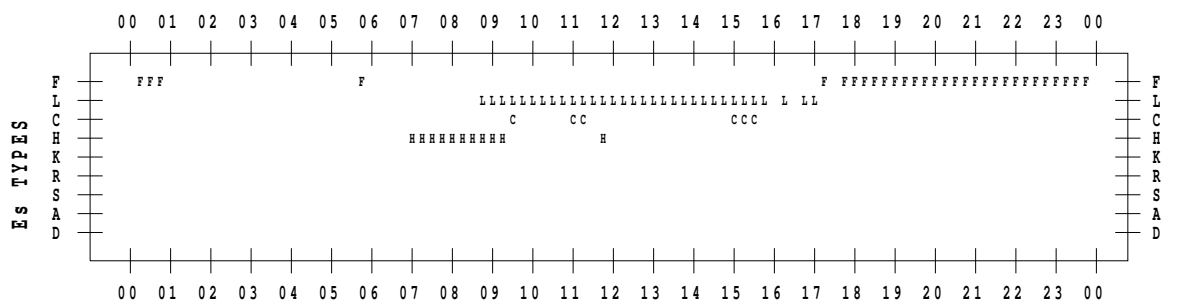 00 01 02 03 04 05 06 07 08 09 10 11 12 13 14 15 16 17 18 19 20 21 22 23 00
F FFF F F FFFFFFFFFFFFFFFFFFFFFFFFF F
L LLLLLLLLLLLLLLLLLLLLLLLLLLLLL L LL L
C C CC CCC C
H HHHHHHHHHH H H
K K
R R
S S
A A
D D
Es TYPES
00 01 02 03 04 05 06 07 08 09 10 11 12 13 14 15 16 17 18 19 20 21 22 23 00